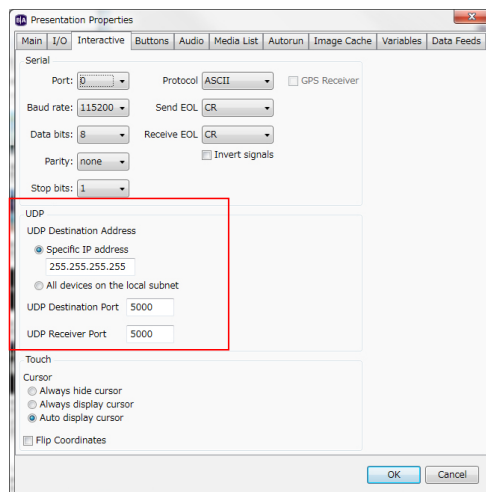 B|A Presentation Properties
Main I/O Interactive Buttons Audio Media List Autorun Image Cache Variables Data Feeds
Serial
Port: 0 Protocol ASCII GPS Receiver
Baud rate: 115200 Send EOL CR
Data bits: 8 Receive EOL CR
Parity: none Invert signals
Stop bits: 1
UDP
UDP Destination Address
Specific IP address
255.255.255.255
All devices on the local subnet
UDP Destination Port 5000
UDP Receiver Port 5000
Touch
Cursor
Always hide cursor
Always display cursor
Auto display cursor
Flip Coordinates
OK Cancel